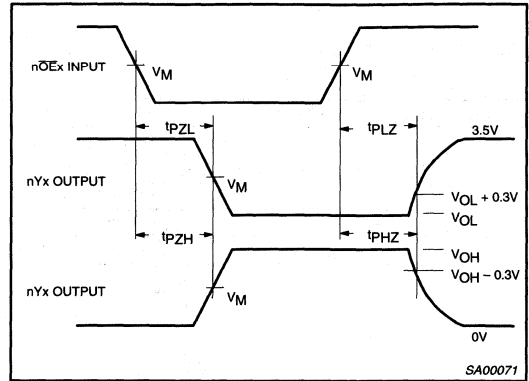 nOEx INPUT
VM
VM
tPZL
tPLZ
3.5V
nYx OUTPUT
VM
VOL + 0.3V
VOL
tPZH
tPHZ
VOH
VOH – 0.3V
nYx OUTPUT
VM
0V
SA00071